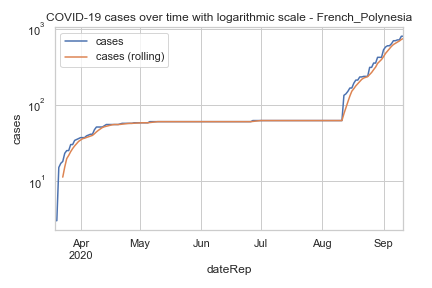 COVID-19 cases over time with logarithmic scale - French_Polynesia
cases
cases (rolling)
10³
10²
10¹
cases
Apr
2020
May
Jun
Jul
Aug
Sep
dateRep